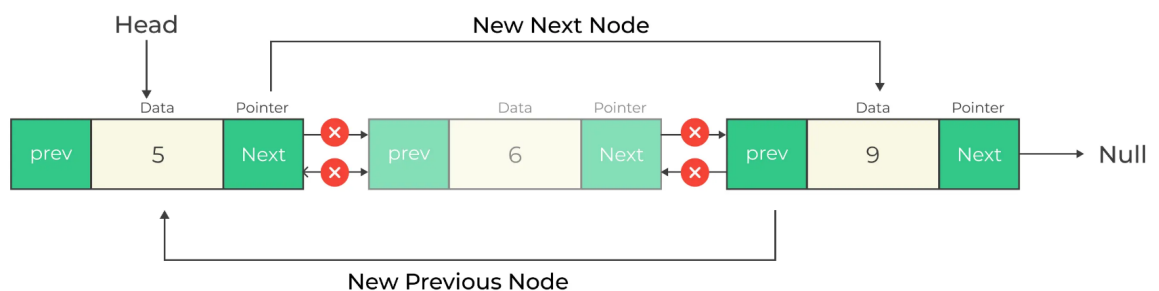 Head
New Next Node
Data Pointer Data Pointer Data Pointer
prev 5 Next prev 6 Next prev 9 Next Null
New Previous Node